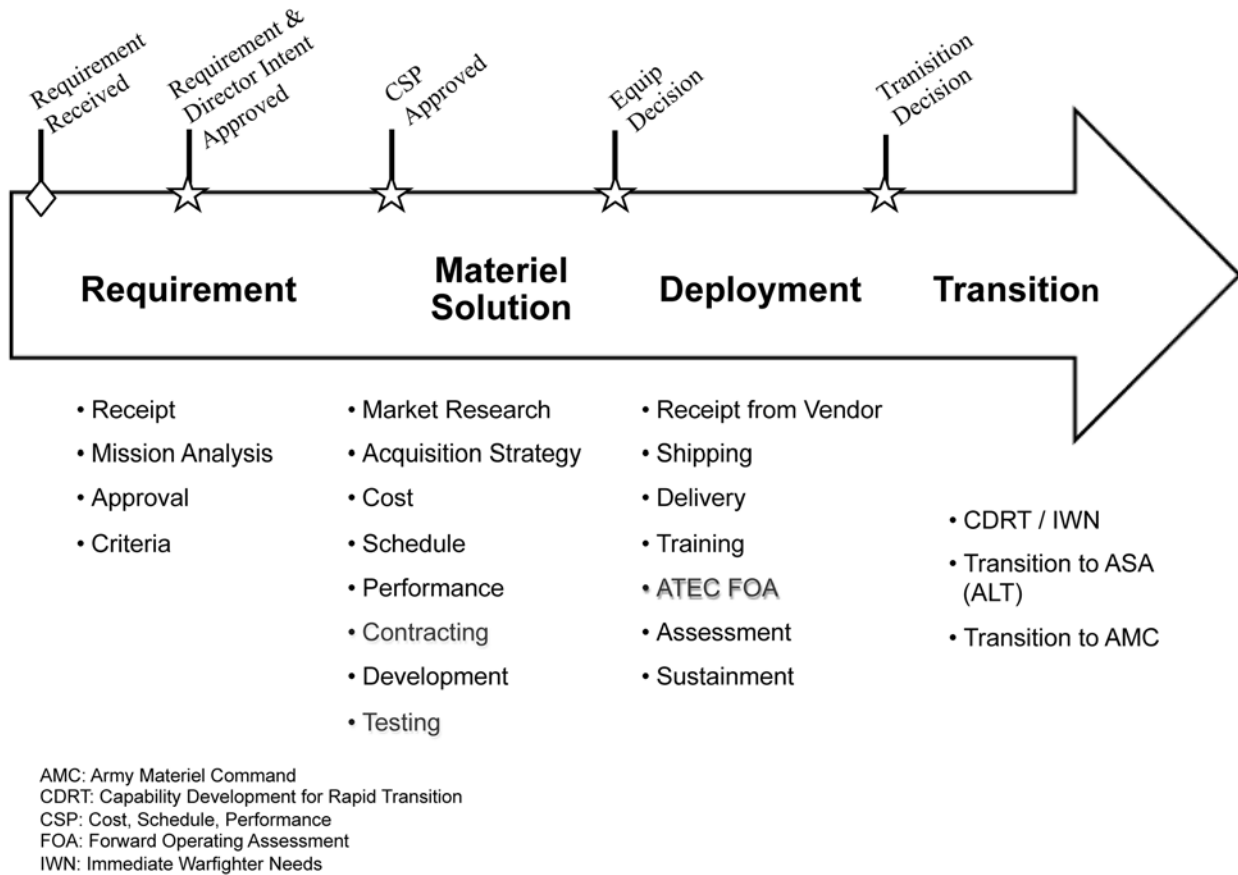 Requirement
Received
Requirement &
Director Intent
Approved
CSP
Approved
Equip
Decision
Tranisition
Decision
Requirement
Materiel
Solution
Deployment
Transition
• Receipt
• Mission Analysis
• Approval
• Criteria
• Market Research
• Acquisition Strategy
• Cost
• Schedule
• Performance
• Contracting
• Development
• Testing
• Receipt from Vendor
• Shipping
• Delivery
• Training
• ATEC FOA
• Assessment
• Sustainment
• CDRT / IWN
• Transition to ASA
(ALT)
• Transition to AMC
AMC: Army Materiel Command
CDRT: Capability Development for Rapid Transition
CSP: Cost, Schedule, Performance
FOA: Forward Operating Assessment
IWN: Immediate Warfighter Needs